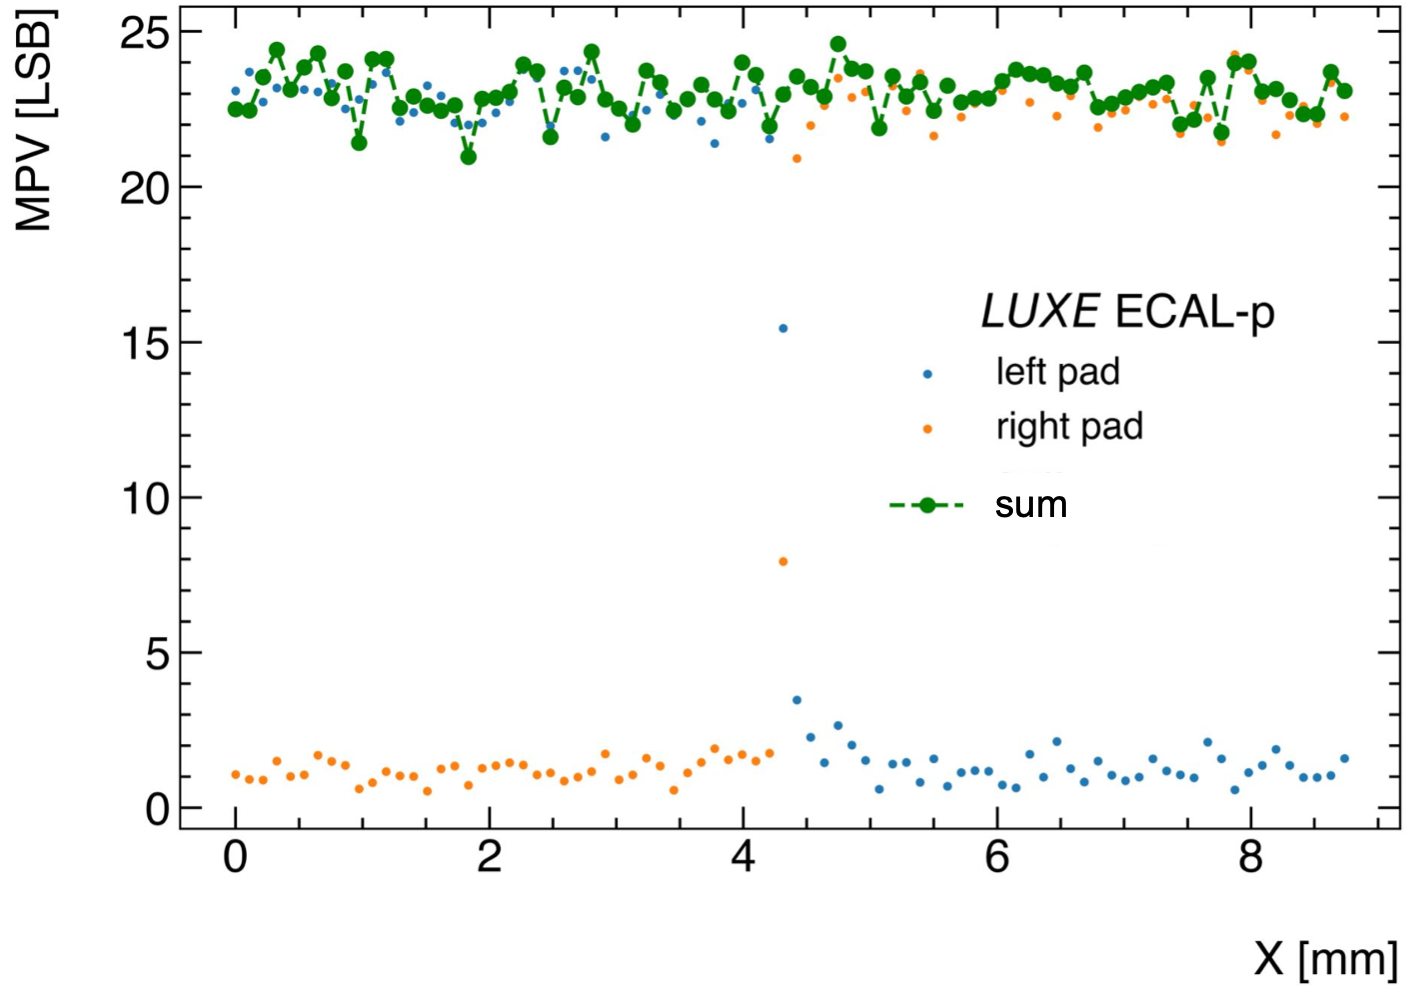 MPV [LSB]
25
20
15
10
5
0
LUXE ECAL-p
left pad
right pad
sum
0 2 4 6 8
X [mm]